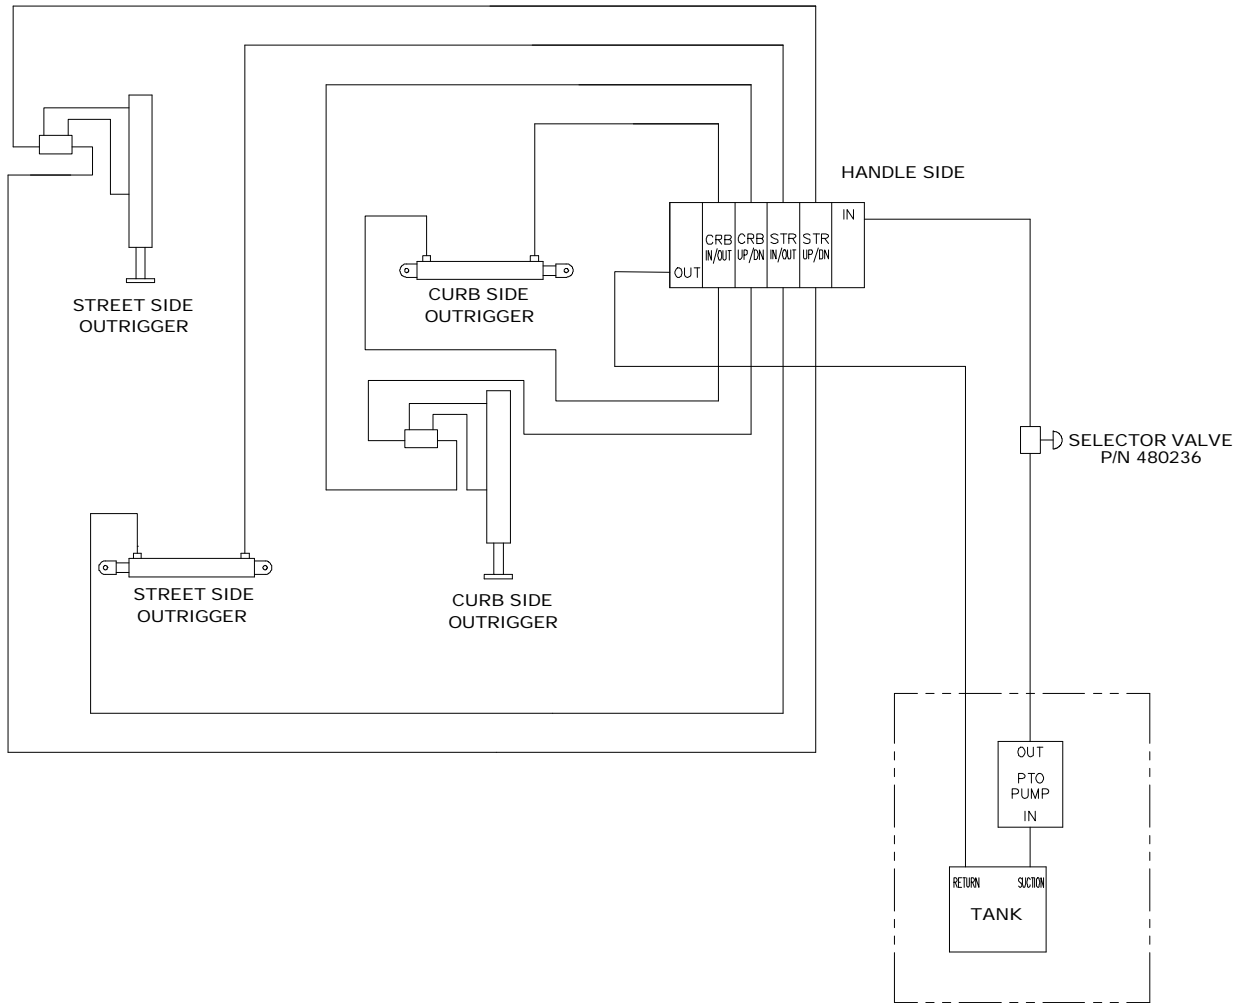 HANDLE SIDE
IN
CRB
IN/OUT
CRB
UP/DN
STR
IN/OUT
STR
UP/DN
OUT
STREET SIDE
OUTRIGGER
CURB SIDE
OUTRIGGER
SELECTOR VALVE
P/N 480236
STREET SIDE
OUTRIGGER
CURB SIDE
OUTRIGGER
OUT
PTO
PUMP
IN
RETURN
SUCTION
TANK